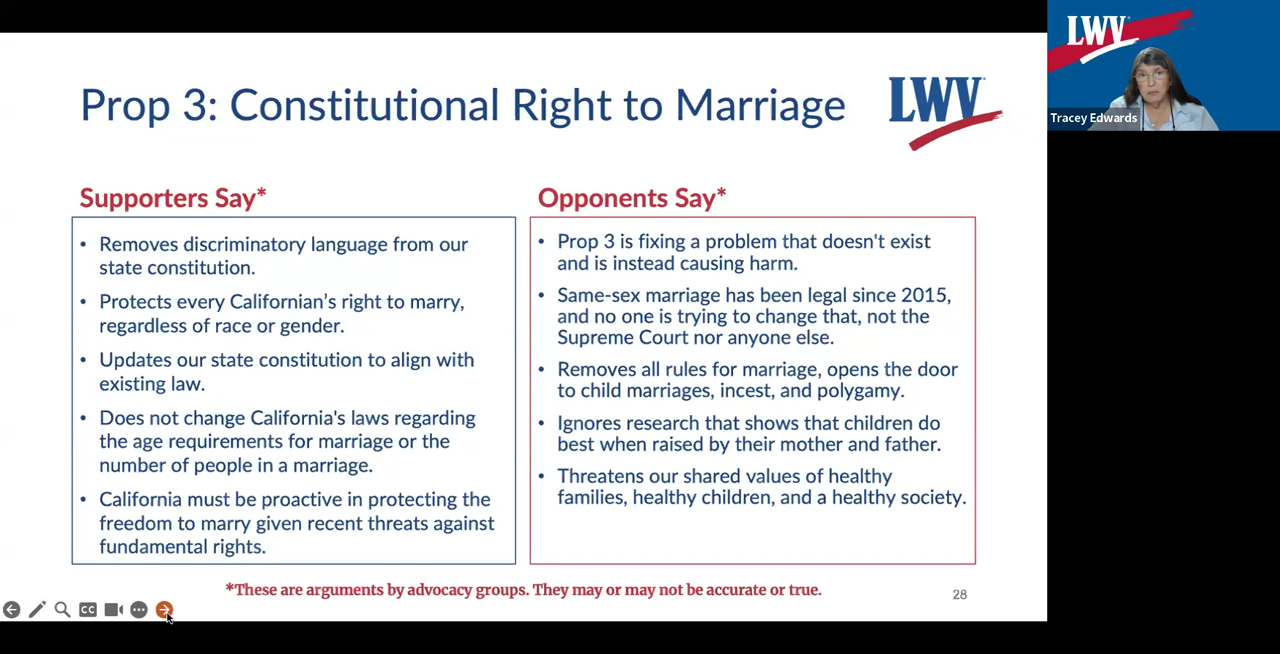 Prop 3: Constitutional Right to Marriage
LWV
LWV
Tracey Edwards
Supporters Say*
• Removes discriminatory language from our
state constitution.
• Protects every Californian’s right to marry,
regardless of race or gender.
• Updates our state constitution to align with
existing law.
• Does not change California's laws regarding
the age requirements for marriage or the
number of people in a marriage.
• California must be proactive in protecting the
freedom to marry given recent threats against
fundamental rights.
Opponents Say*
• Prop 3 is fixing a problem that doesn't exist
and is instead causing harm.
• Same-sex marriage has been legal since 2015,
and no one is trying to change that, not the
Supreme Court nor anyone else.
• Removes all rules for marriage, opens the door
to child marriages, incest, and polygamy.
• Ignores research that shows that children do
best when raised by their mother and father.
• Threatens our shared values of healthy
families, healthy children, and a healthy society.
*These are arguments by advocacy groups. They may or may not be accurate or true.
28
CC